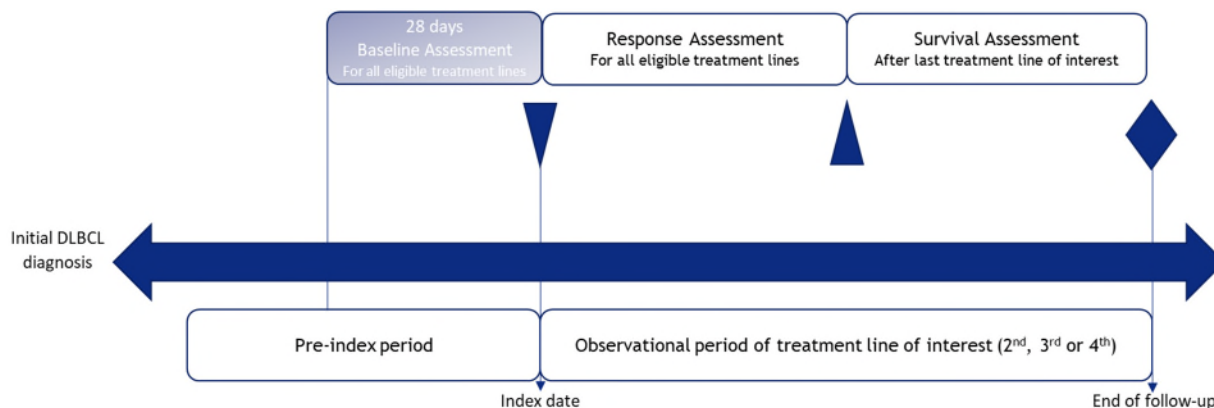 28 days
Baseline Assessment
For all eligible treatment lines
Response Assessment
For all eligible treatment lines
Survival Assessment
After last treatment line of interest
Initial DLBCL
diagnosis
Pre-index period
Observational period of treatment line of interest (2nd, 3rd or 4th)
Index date
End of follow-up